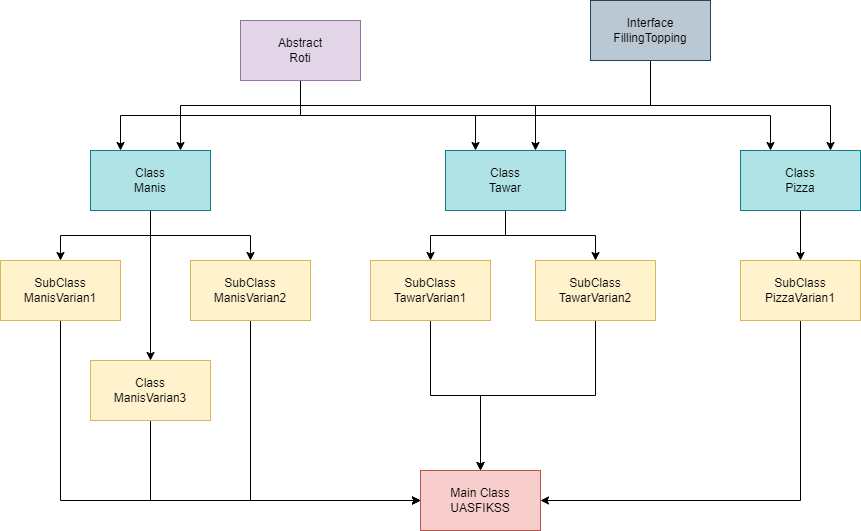 Abstract
Roti
Interface
FillingTopping
Class
Manis
Class
Tawar
Class
Pizza
SubClass
ManisVarian1
SubClass
ManisVarian2
SubClass
TawarVarian1
SubClass
TawarVarian2
SubClass
PizzaVarian1
Class
ManisVarian3
Main Class
UASFIKSS